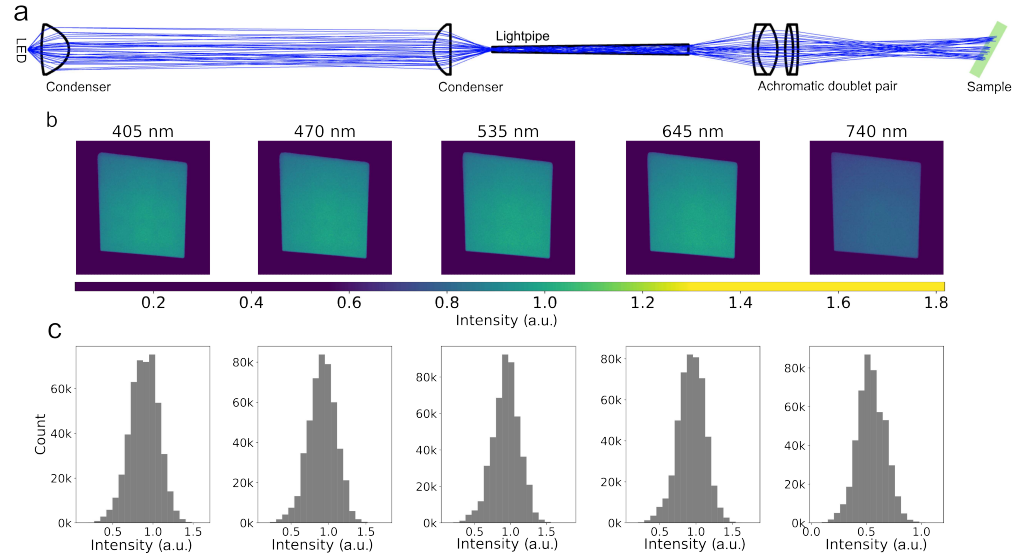 a
LED
Condenser
Condenser
Lightpipe
Achromatic doublet pair
Sample
b
405 nm
470 nm
535 nm
645 nm
740 nm
0.2 0.4 0.6 0.8 1.0 1.2 1.4 1.6 1.8
Intensity (a.u.)
c
Count
60k
40k
20k
0k
0.5 1.0 1.5
Intensity (a.u.)
80k
60k
40k
20k
0k
0.5 1.0 1.5
Intensity (a.u.)
80k
60k
40k
20k
0k
0.5 1.0 1.5
Intensity (a.u.)
80k
60k
40k
20k
0k
0.5 1.0 1.5
Intensity (a.u.)
80k
60k
40k
20k
0k
0.0 0.5 1.0
Intensity (a.u.)